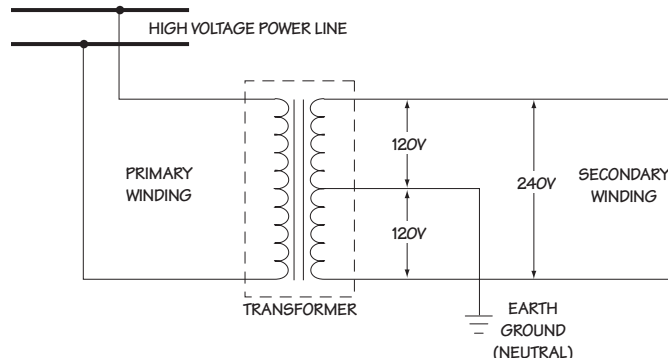 HIGH VOLTAGE POWER LINE
120V
PRIMARY
WINDING
240V
SECONDARY
WINDING
120V
TRANSFORMER
EARTH
GROUND
(NEUTRAL)